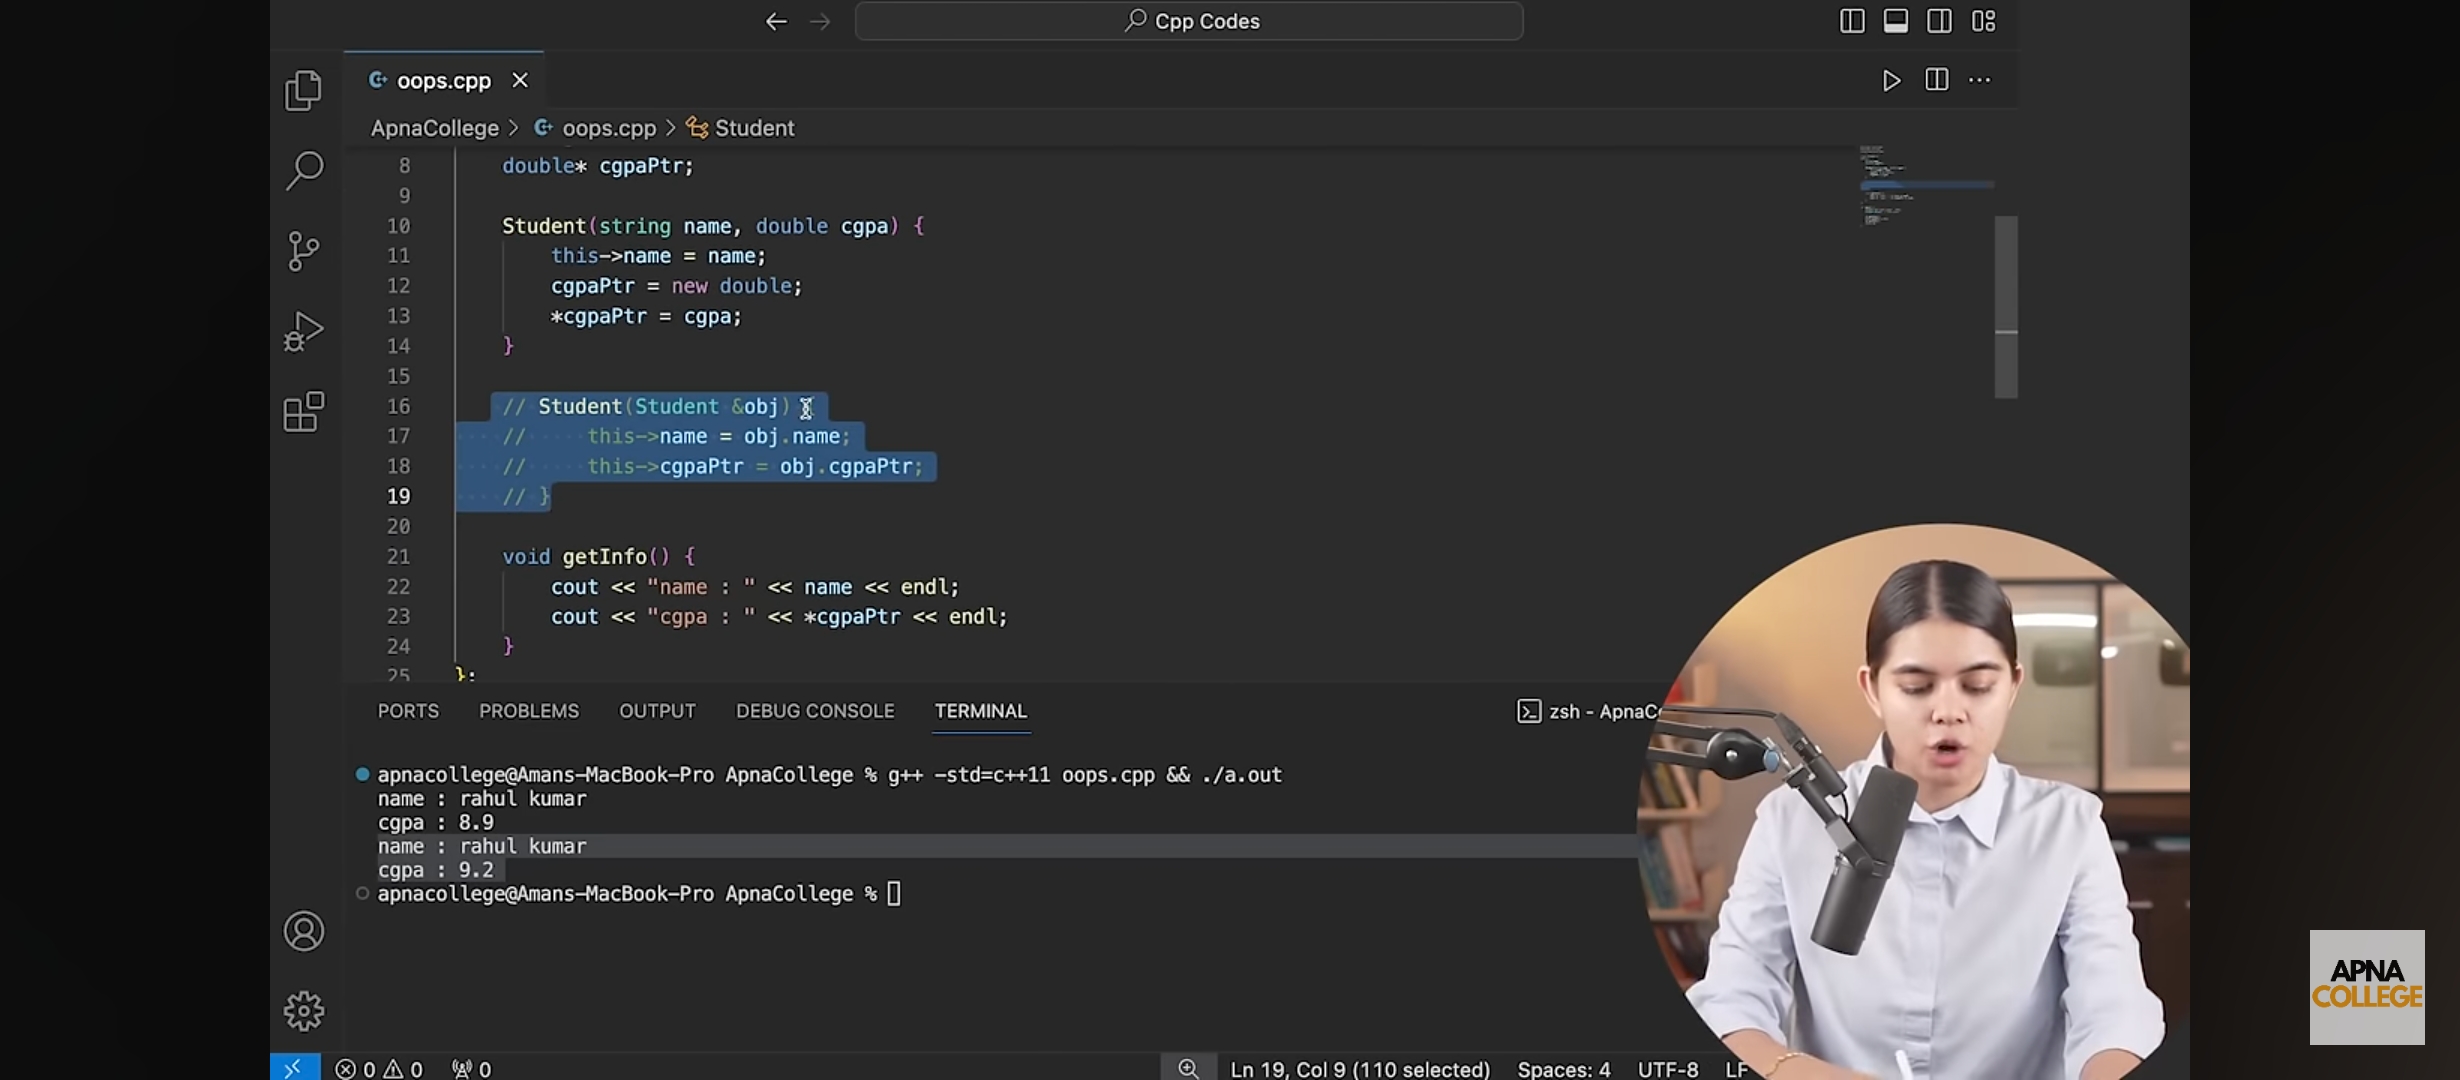 Cpp Codes
oops.cpp
ApnaCollege > oops.cpp > Student
8 double* cgpaPtr;
9
10 Student(string name, double cgpa) {
11 this->name = name;
12 cgpaPtr = new double;
13 *cgpaPtr = cgpa;
14 }
15
16 // Student(Student &obj)
17 // this->name = obj.name;
18 // this->cgpaPtr = obj.cgpaPtr;
19 // }
20
21 void getInfo() {
22 cout << "name : " << name << endl;
23 cout << "cgpa : " << *cgpaPtr << endl;
24 }
25 };
PORTS PROBLEMS OUTPUT DEBUG CONSOLE TERMINAL
zsh - ApnaC
apnacollege@Amans-MacBook-Pro ApnaCollege % g++ -std=c++11 oops.cpp && ./a.out
name : rahul kumar
cgpa : 8.9
name : rahul kumar
cgpa : 9.2
apnacollege@Amans-MacBook-Pro ApnaCollege %
0 0 0
Ln 19, Col 9 (110 selected) Spaces: 4 UTF-8 LF
APNA
COLLEGE